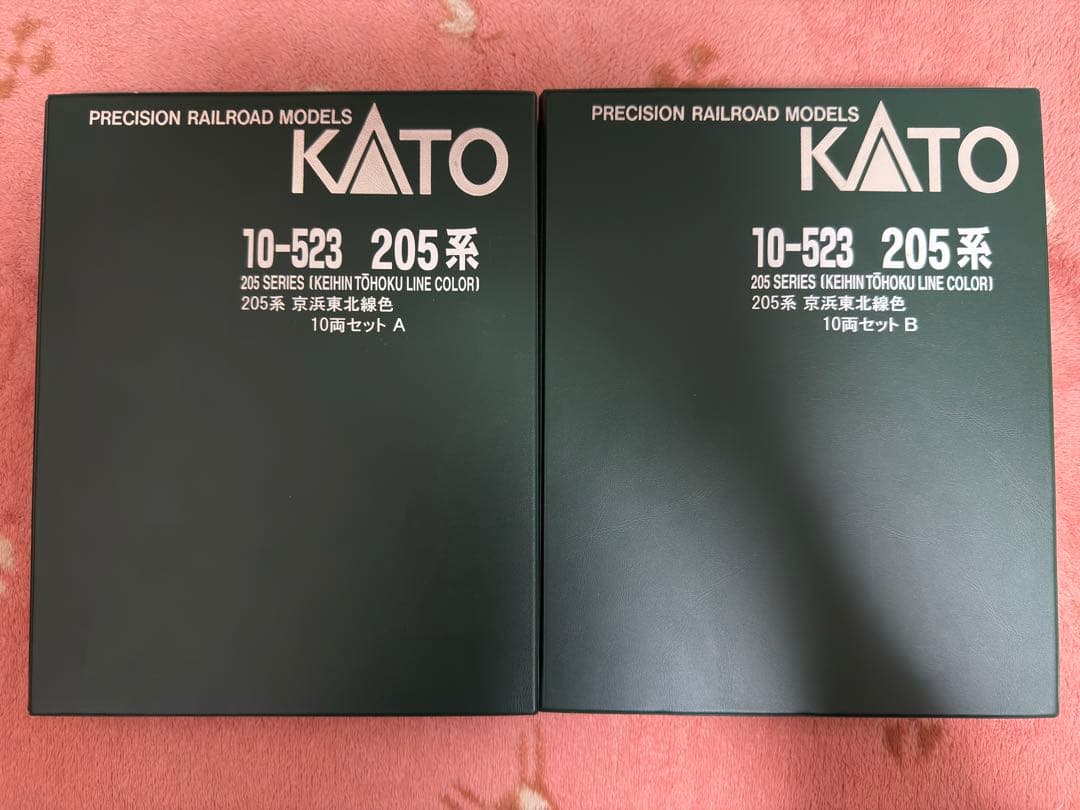 PRECISION RAILROAD MODELS
KATO
10-523 205系
205 SERIES (KEIHIN TŌHOKU LINE COLOR)
205系 京浜東北線色
10両セット A
PRECISION RAILROAD MODELS
KATO
10-523 205系
205 SERIES (KEIHIN TŌHOKU LINE COLOR)
205系 京浜東北線色
10両セット B